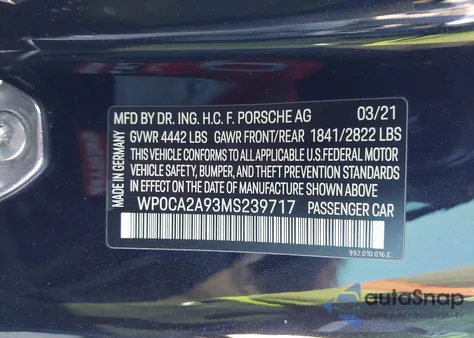 MFD BY DR. ING. H.C. F. PORSCHE AG 03/21
GVWR 4442 LBS GAWR FRONT/REAR 1841/2822 LBS
THIS VEHICLE CONFORMS TO ALL APPLICABLE U.S.FEDERAL MOTOR
VEHICLE SAFETY, BUMPER, AND THEFT PREVENTION STANDARDS
IN EFFECT ON THE DATE OF MANUFACTURE SHOWN ABOVE.
WP0CA2A93MS239717 PASSENGER CAR
MADE IN GERMANY
992.010.016.E
autoSnap